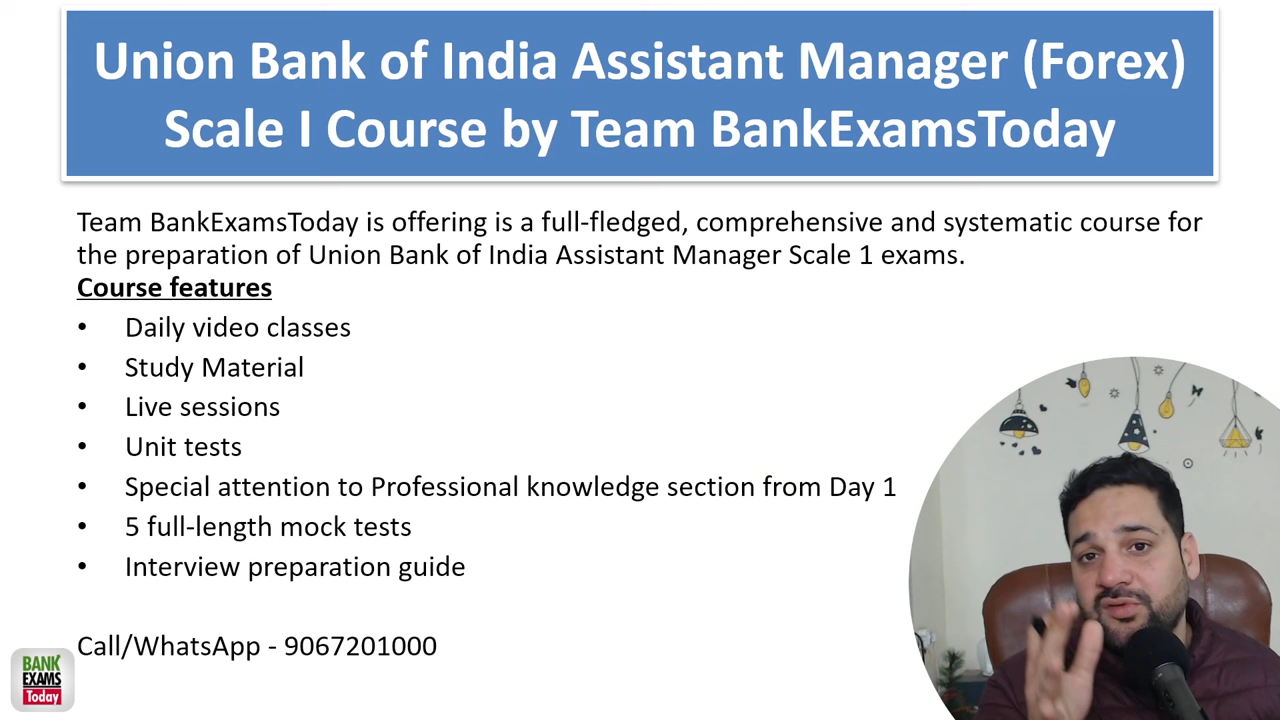 Union Bank of India Assistant Manager (Forex)
Scale I Course by Team BankExamsToday
Team BankExamsToday is offering is a full-fledged, comprehensive and systematic course for
the preparation of Union Bank of India Assistant Manager Scale 1 exams.
Course features
• Daily video classes
• Study Material
• Live sessions
• Unit tests
• Special attention to Professional knowledge section from Day 1
• 5 full-length mock tests
• Interview preparation guide
Call/WhatsApp - 9067201000
BANK
EXAMS
Today